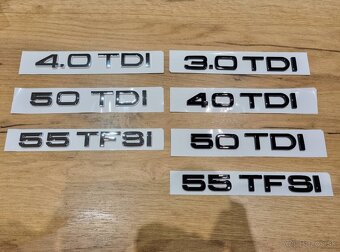 4.0 TDI
3.0 TDI
50 TDI
40 TDI
55 TFSi
50 TDI
55 TFSI